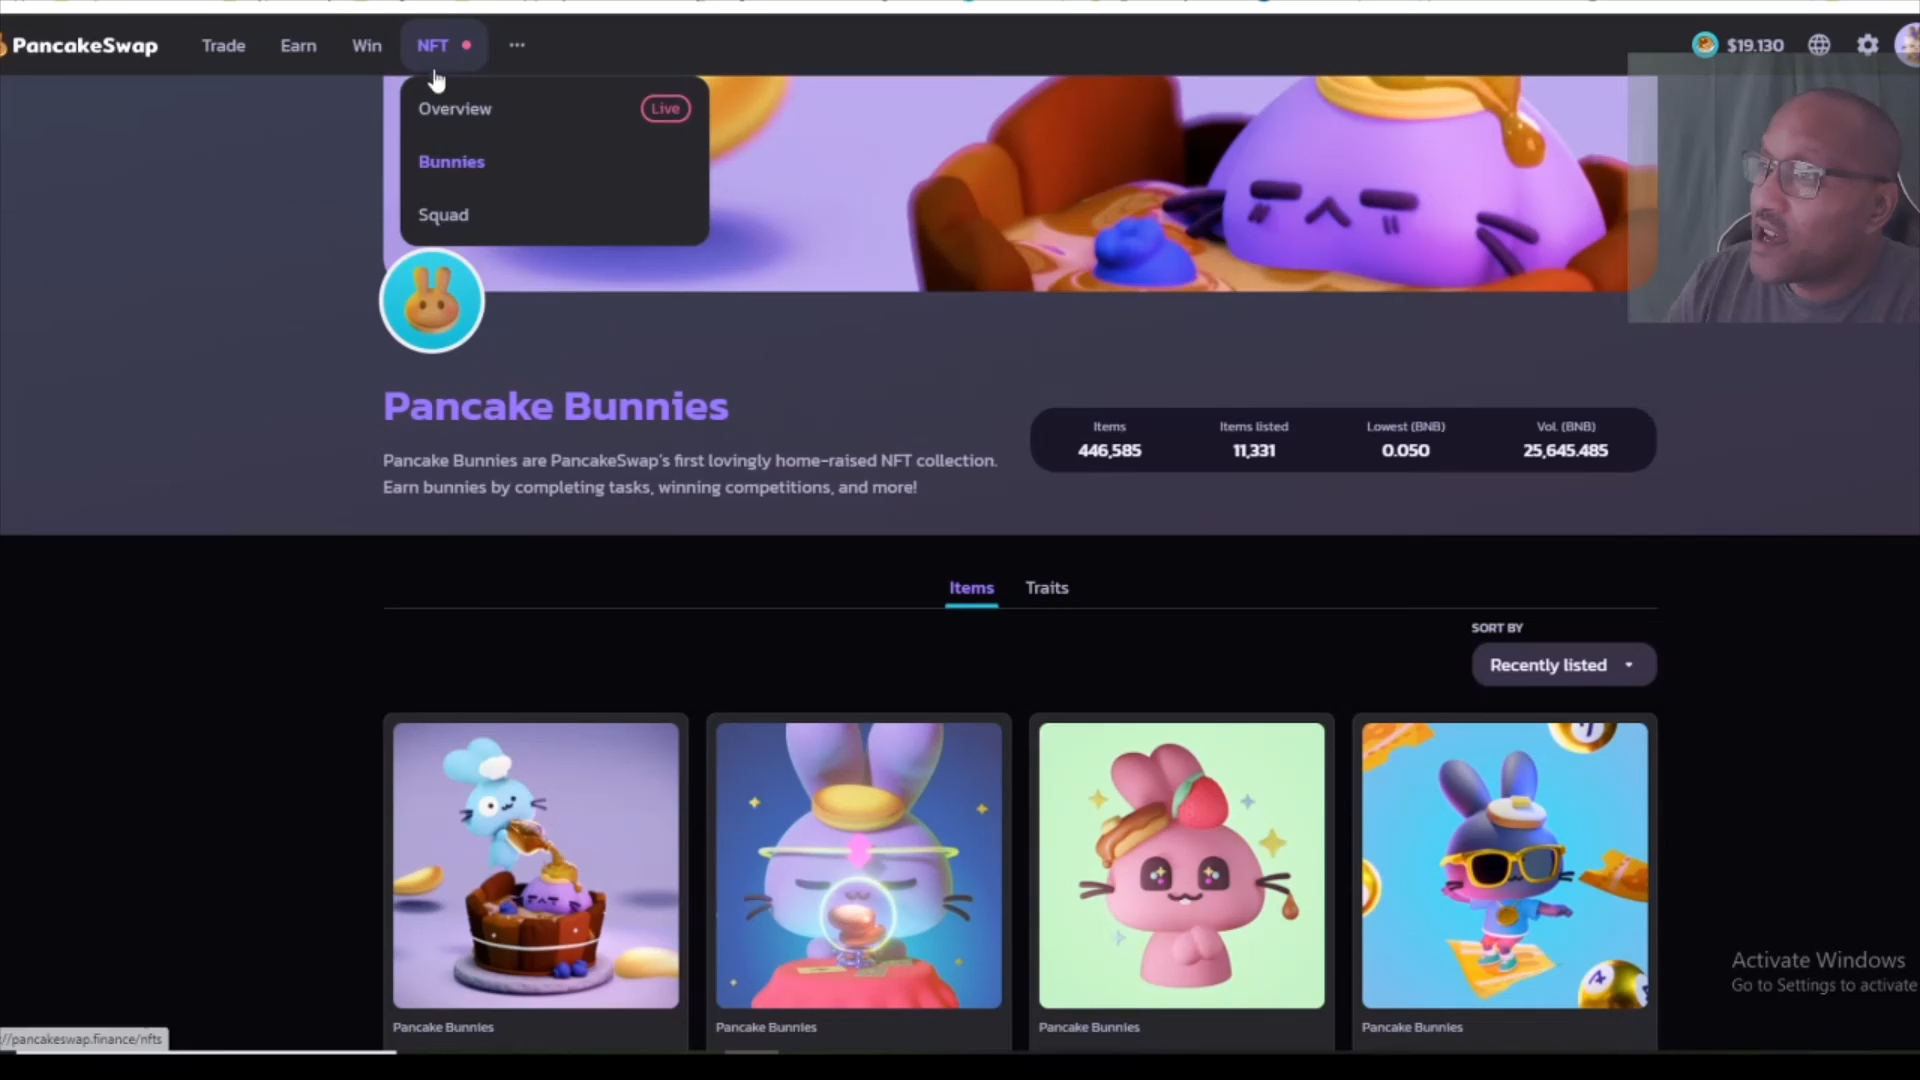 PancakeSwap Trade Earn Win NFT $19.130
Overview Live
Bunnies
Squad
Pancake Bunnies
Pancake Bunnies are PancakeSwap's first lovingly home-raised NFT collection.
Earn bunnies by completing tasks, winning competitions, and more!
Items Items listed Lowest (BNB) Vol. (BNB)
446,585 11,331 0.050 25,645.485
Items Traits
SORT BY
Recently listed
Pancake Bunnies Pancake Bunnies Pancake Bunnies Pancake Bunnies
Activate Windows
Go to Settings to activate
://pancakeswap.finance/nfts